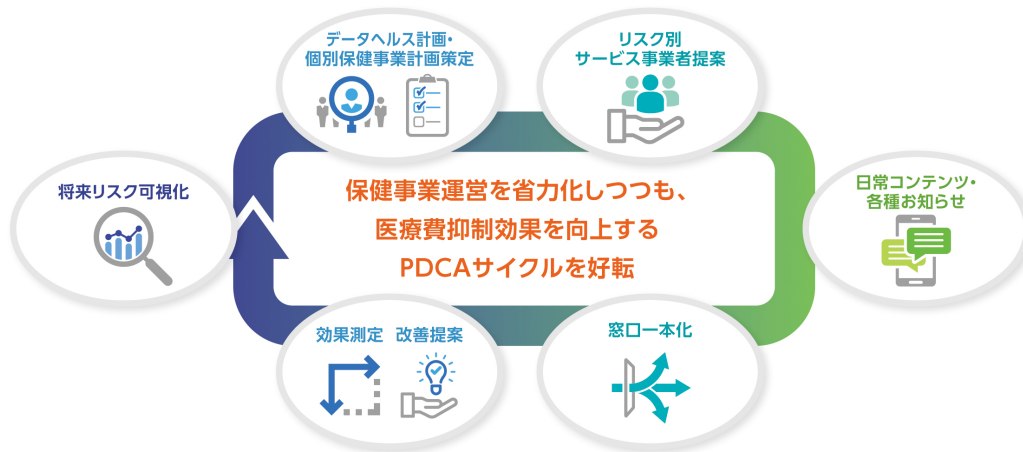 データヘルス計画・
個別保健事業計画策定
リスク別
サービス事業者提案
将来リスク可視化
保健事業運営を省力化しつつも、
医療費抑制効果を向上する
PDCAサイクルを好転
日常コンテンツ・
各種お知らせ
効果測定 改善提案
窓口一本化